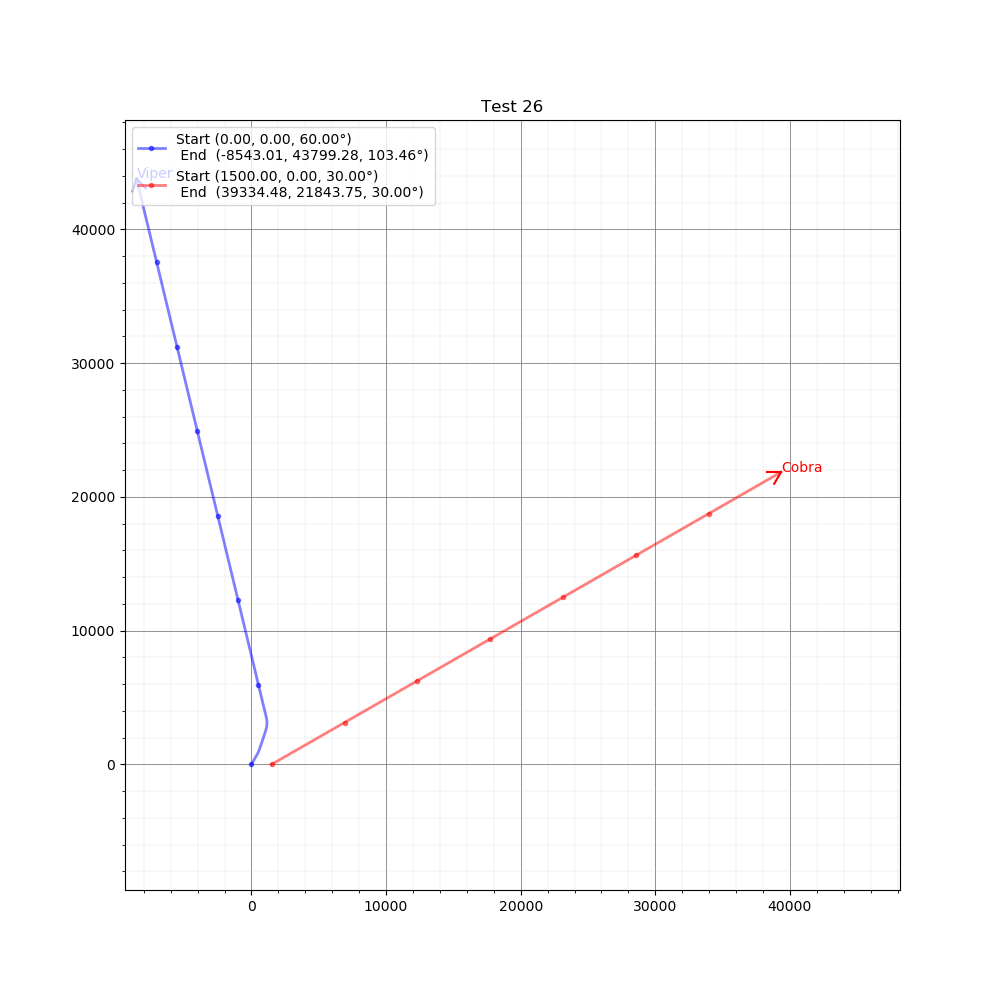 Test 26
Start (0.00, 0.00, 60.00°)
End (-8543.01, 43799.28, 103.46°)
Start (1500.00, 0.00, 30.00°)
End (39334.48, 21843.75, 30.00°)
Viper
40000
30000
20000
Cobra
10000
0
0 10000 20000 30000 40000